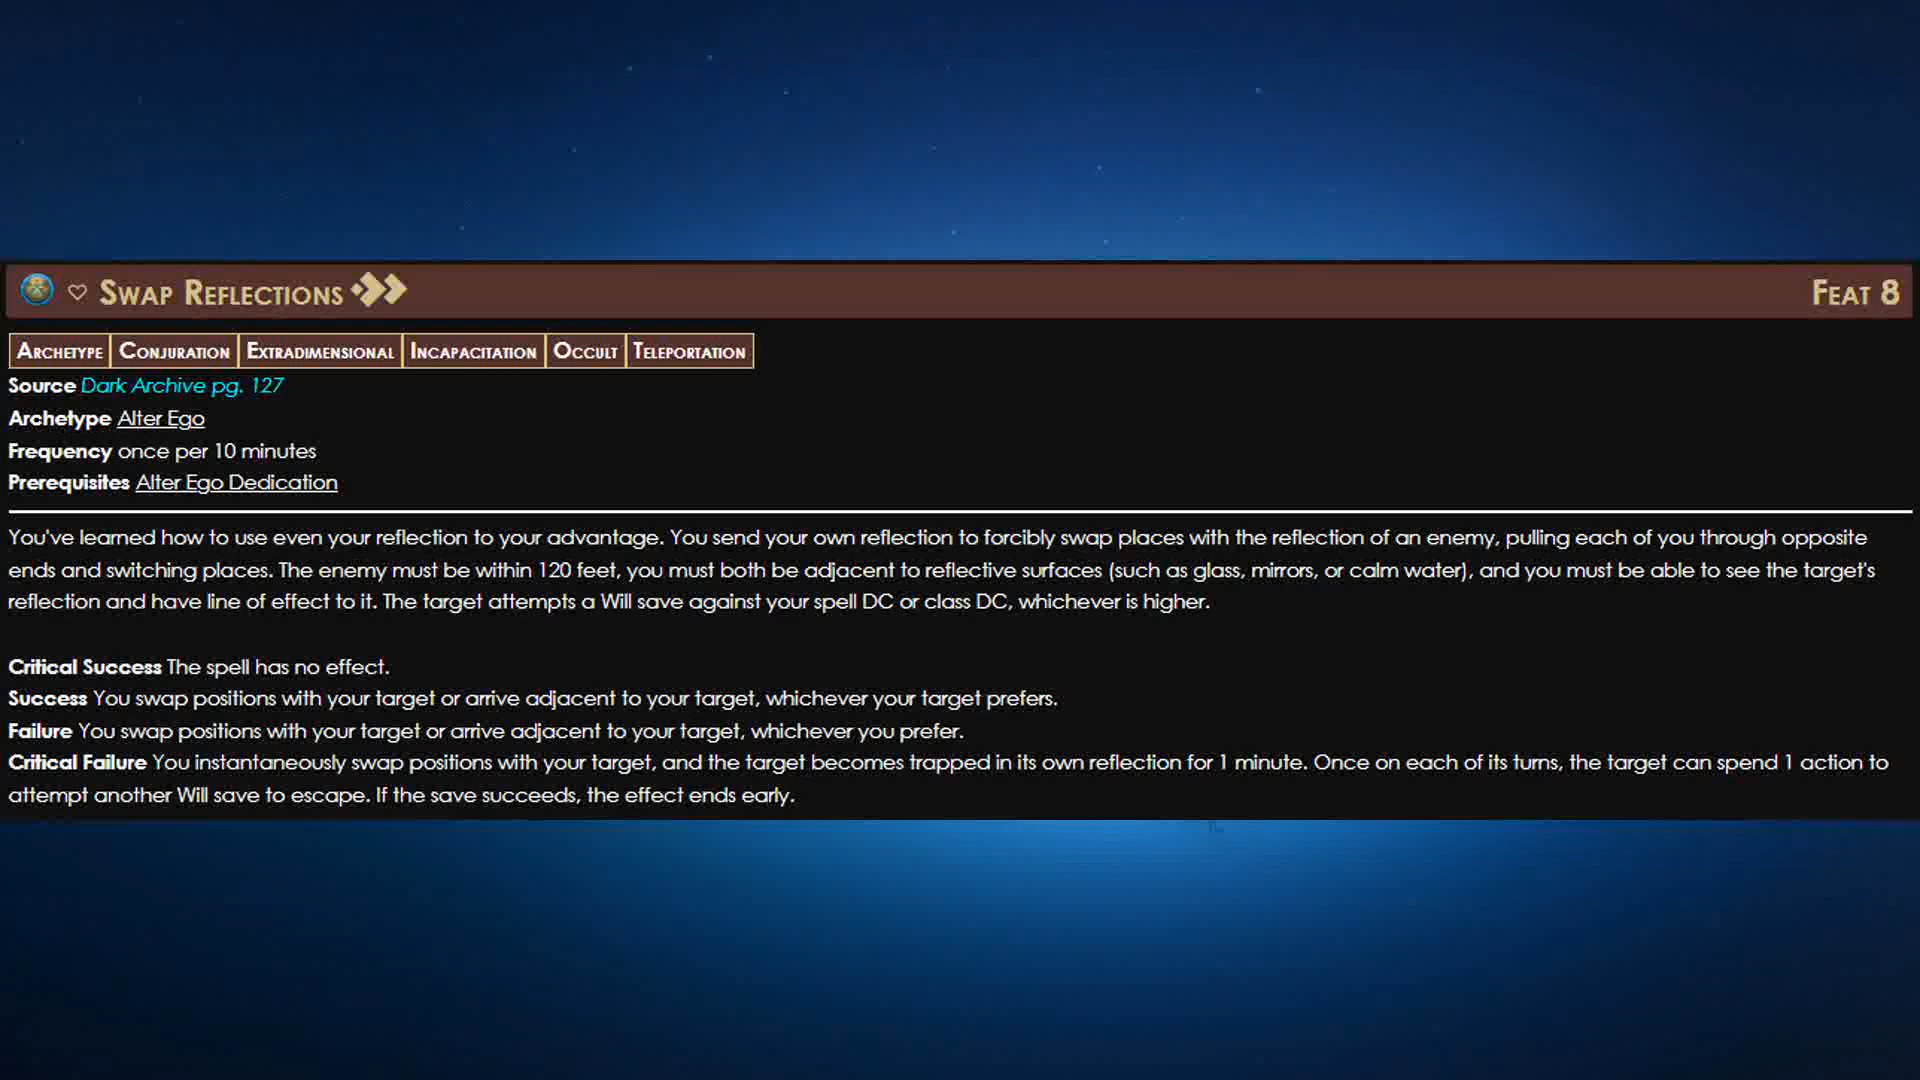 Swap Reflections
Feat 8
Archetype Conjuration Extradimensional Incapacitation Occult Teleportation
Source Dark Archive pg. 127
Archetype Alter Ego
Frequency once per 10 minutes
Prerequisites Alter Ego Dedication
You've learned how to use even your reflection to your advantage. You send your own reflection to forcibly swap places with the reflection of an enemy, pulling each of you through opposite
ends and switching places. The enemy must be within 120 feet, you must both be adjacent to reflective surfaces (such as glass, mirrors, or calm water), and you must be able to see the target's
reflection and have line of effect to it. The target attempts a Will save against your spell DC or class DC, whichever is higher.
Critical Success The spell has no effect.
Success You swap positions with your target or arrive adjacent to your target, whichever your target prefers.
Failure You swap positions with your target or arrive adjacent to your target, whichever you prefer.
Critical Failure You instantaneously swap positions with your target, and the target becomes trapped in its own reflection for 1 minute. Once on each of its turns, the target can spend 1 action to
attempt another Will save to escape. If the save succeeds, the effect ends early.